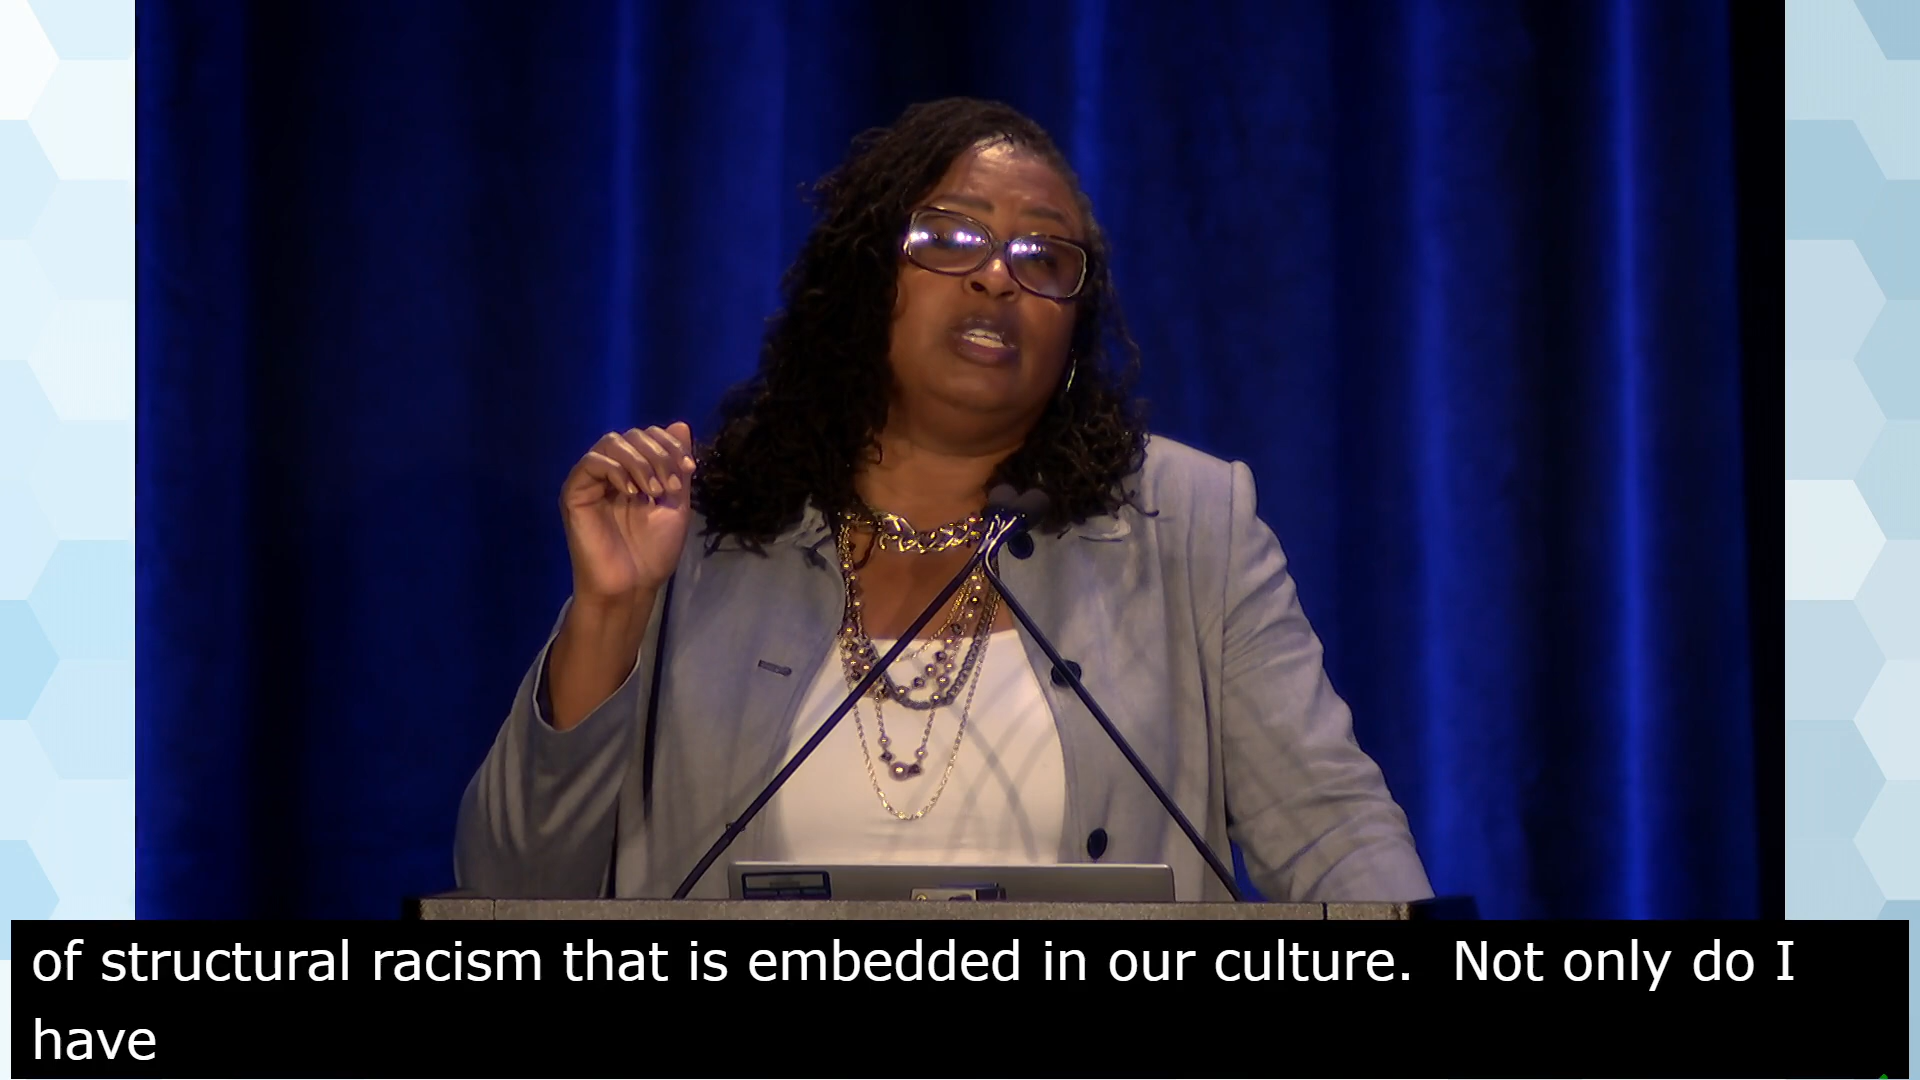 of structural racism that is embedded in our culture.  Not only do I
have